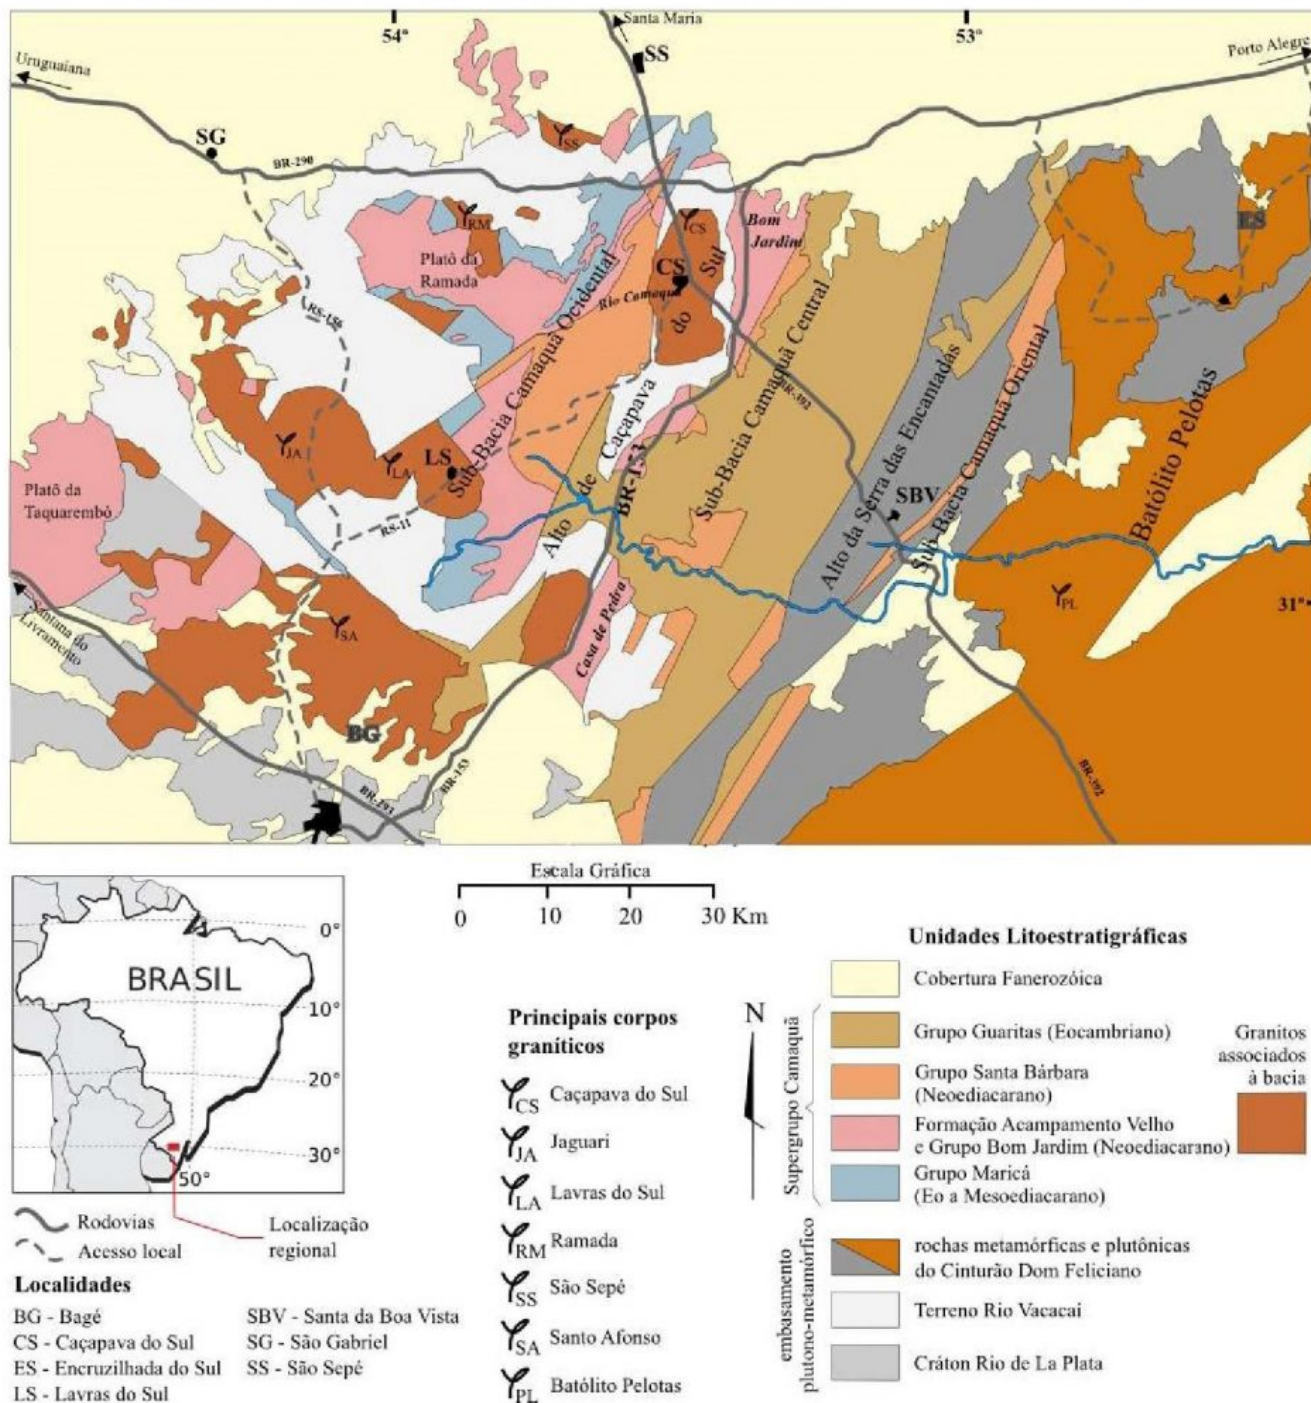 54°
53°
Santa Maria
Uruguaiana
SS
Porto Alegre
SG
SS
BR-290
RM
CS
Bom
Jardim
ES
Platô da
Ramada
CS
Sul
Rio Camaquã
do
RS-156
Sub-Bacia Camaquã Ocidental
Sub-Bacia Camaquã Central
BR-392
Caçapava
Alto da Serra das Encantadas
Sub-Bacia Camaquã Oriental
Batólito Pelotas
JA
LA
LS
BR-153
Platô da
Taquarembó
SBV
RS-11
de
Alto
PL
31°
Santana do
Livramento
SA
Casa de Pedra
BG
BR-153
BR-293
BR-392
Escala Gráfica
0 10 20 30 Km
BRASIL
0°
10°
20°
30°
50°
Rodovias
Acesso local
Localização
regional
Localidades
BG - Bagé
CS - Caçapava do Sul
ES - Encruzilhada do Sul
LS - Lavras do Sul
SBV - Santa da Boa Vista
SG - São Gabriel
SS - São Sepé
Principais corpos
graníticos
CS Caçapava do Sul
JA Jaguari
LA Lavras do Sul
RM Ramada
SS São Sepé
SA Santo Afonso
PL Batólito Pelotas
N
Unidades Litoestratigráficas
Cobertura Fanerozóica
Supergrupo Camaquã
Grupo Guaritas (Eocambriano)
Grupo Santa Bárbara
(Neoediacarano)
Formação Acampamento Velho
e Grupo Bom Jardim (Neoediacarano)
Grupo Maricá
(Eo a Mesoediacarano)
Granitos
associados
à bacia
embasamento
plutono-metamórfico
rochas metamórficas e plutônicas
do Cinturão Dom Feliciano
Terreno Rio Vacacaí
Cráton Rio de La Plata